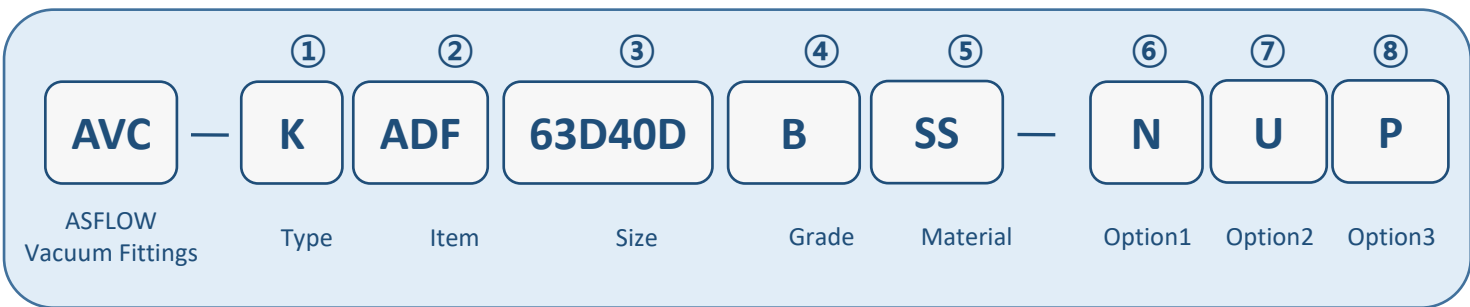 ① ② ③ ④ ⑤ ⑥ ⑦ ⑧
AVC — K ADF 63D40D B SS — N U P
ASFLOW
Vacuum Fittings Type Item Size Grade Material Option1 Option2 Option3